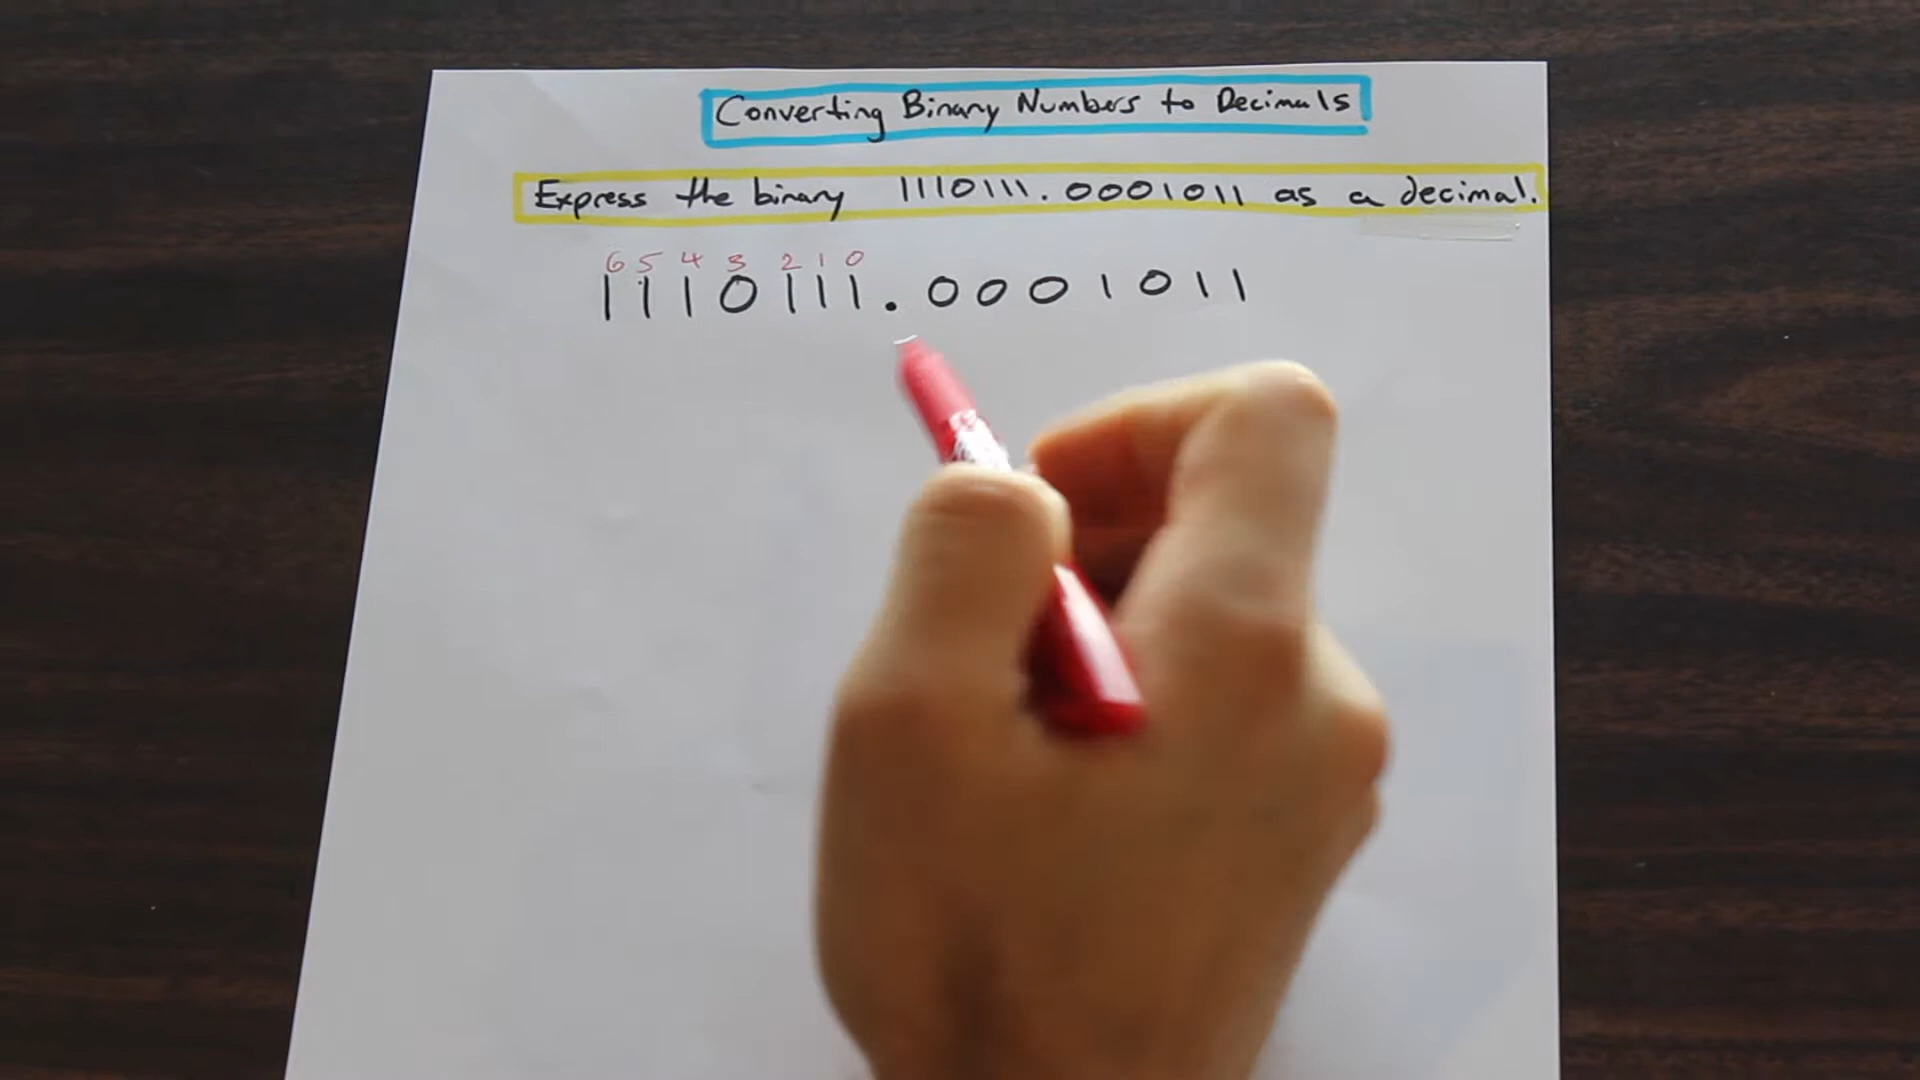 Converting Binary Numbers to Decimals
Express the binary 1110111.0001011 as a decimal.
6 5 4 3 2 1 0
1110111.0001011